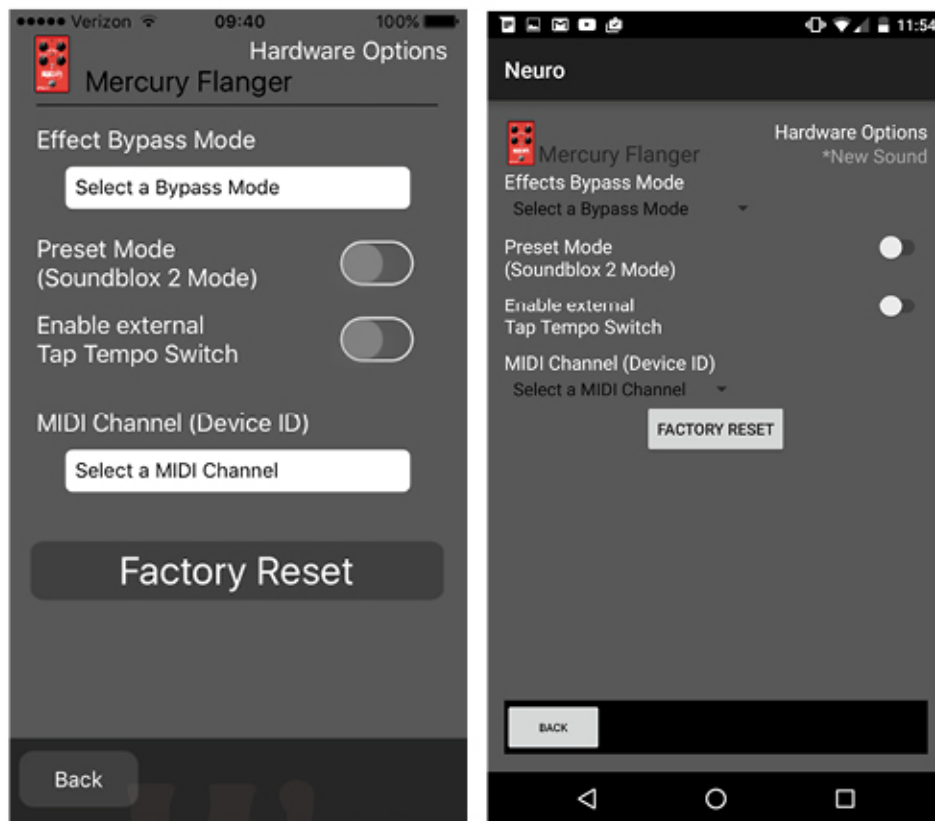 Verizon 09:40 100%
Hardware Options
Mercury Flanger
Effect Bypass Mode
Select a Bypass Mode
Preset Mode
(Soundblox 2 Mode)
Enable external
Tap Tempo Switch
MIDI Channel (Device ID)
Select a MIDI Channel
Factory Reset
Back
11:54
Neuro
Hardware Options
*New Sound
Mercury Flanger
Effects Bypass Mode
Select a Bypass Mode
Preset Mode
(Soundblox 2 Mode)
Enable external
Tap Tempo Switch
MIDI Channel (Device ID)
Select a MIDI Channel
FACTORY RESET
BACK